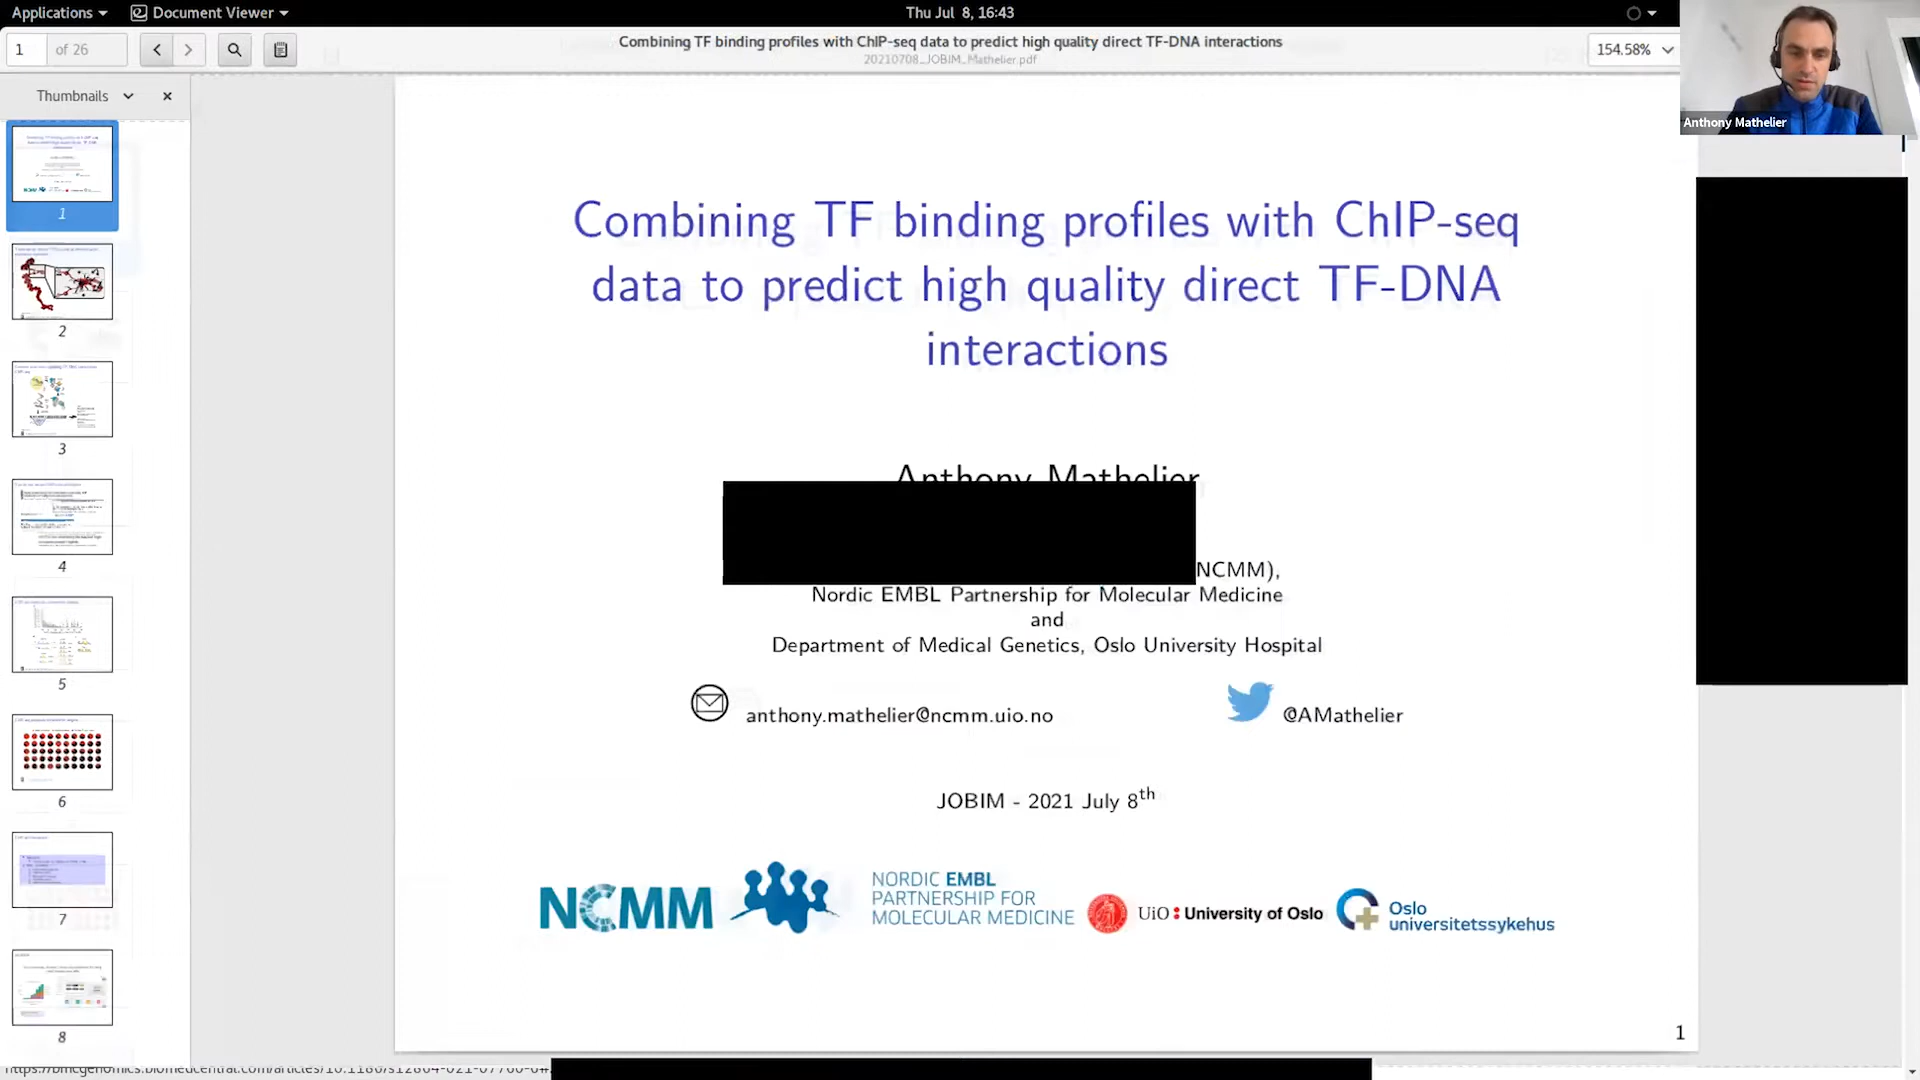 Applications
Document Viewer
Thu Jul 8, 16:43
1
of 26
Combining TF binding profiles with ChIP-seq data to predict high quality direct TF-DNA interactions
20210708_JOBIM_Mathelier.pdf
154.58%
Anthony Mathelier
Thumbnails
1
2
3
4
5
6
7
8
Combining TF binding profiles with ChIP-seq
data to predict high quality direct TF-DNA
interactions
Anthony Mathelier
NCMM),
Nordic EMBL Partnership for Molecular Medicine
and
Department of Medical Genetics, Oslo University Hospital
anthony.mathelier@ncmm.uio.no
@AMathelier
JOBIM - 2021 July 8th
NCMM
NORDIC EMBL
PARTNERSHIP FOR
MOLECULAR MEDICINE
UiO : University of Oslo
Oslo
universitetssykehus
1